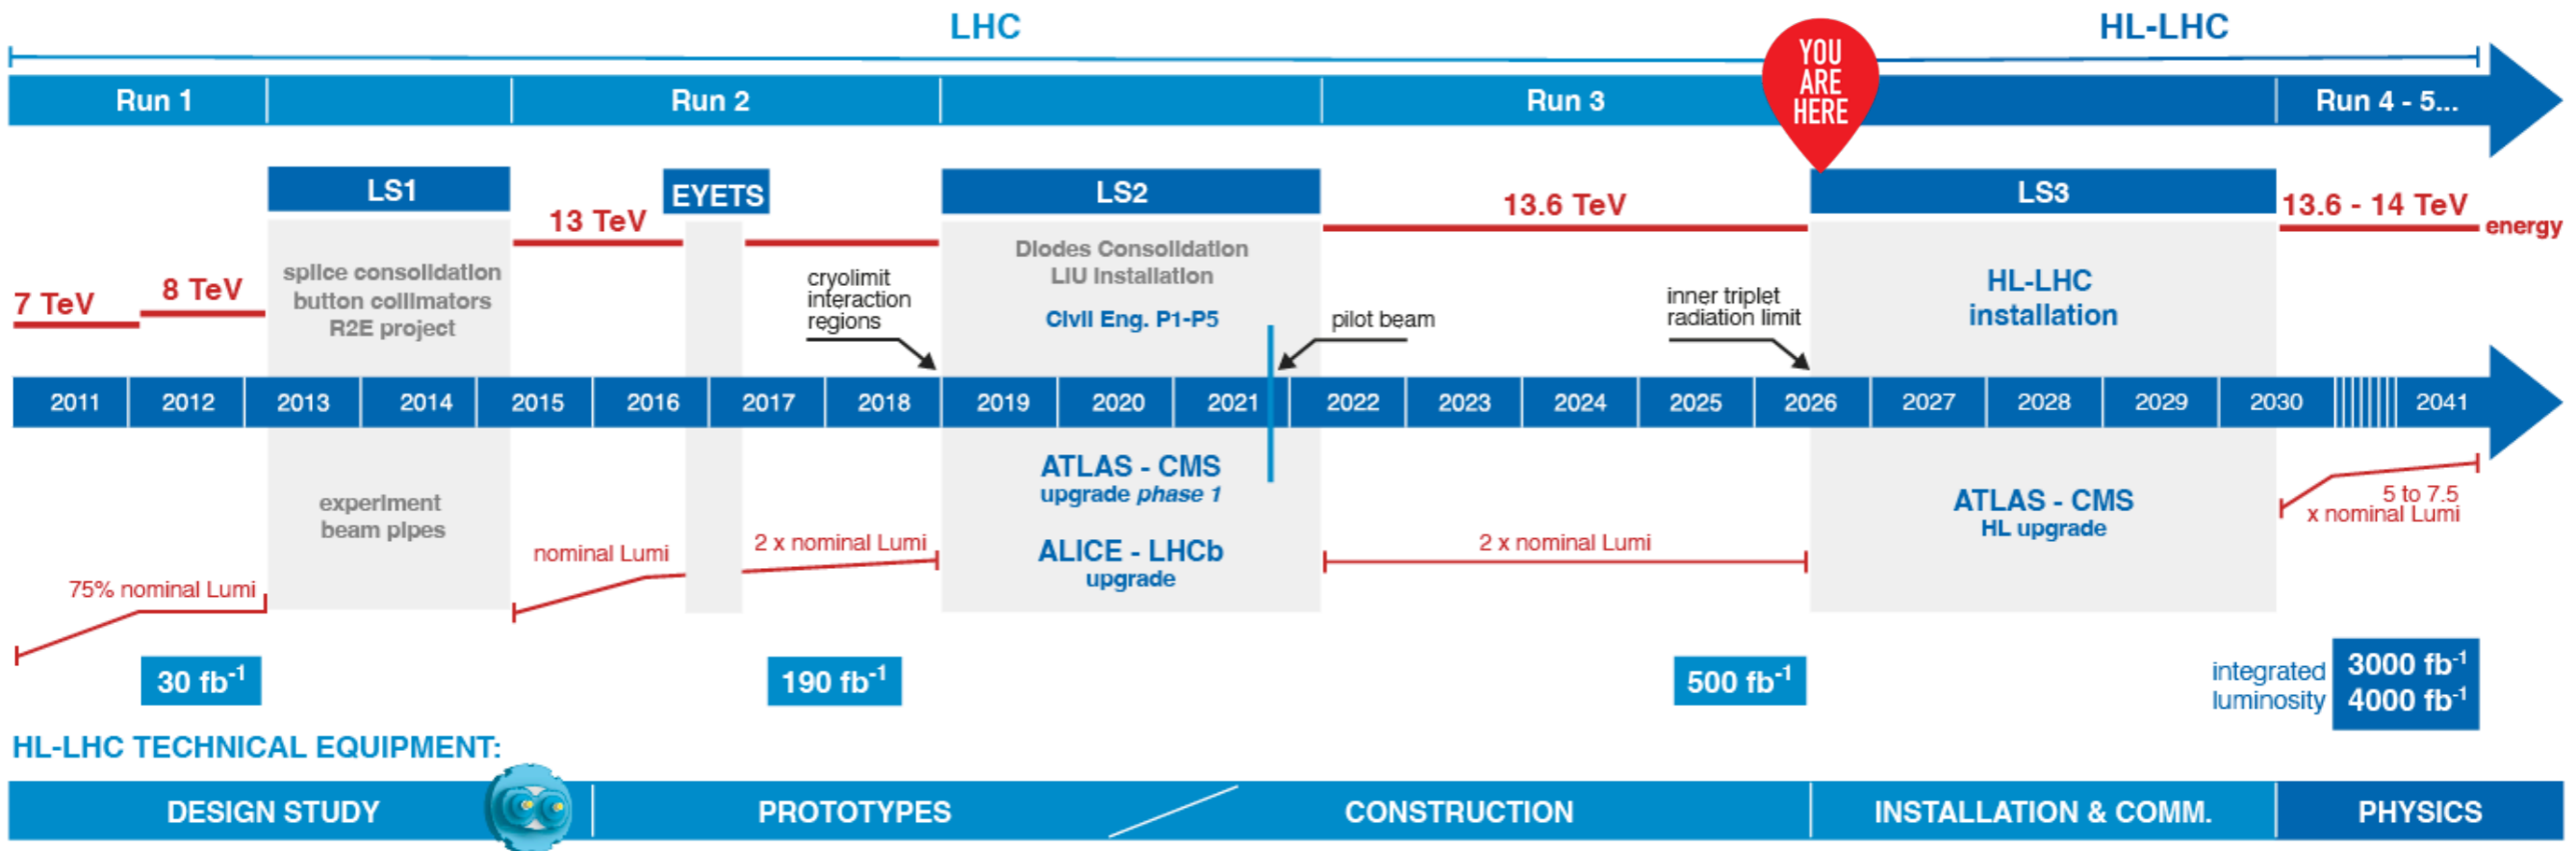 LHC
HL-LHC
YOU
ARE
HERE
Run 1
Run 2
Run 3
Run 4 - 5...
LS1
EYETS
LS2
LS3
13 TeV
13.6 TeV
13.6 - 14 TeV
energy
7 TeV
8 TeV
splice consolidation
button collimators
R2E project
cryolimit
interaction
regions
Diodes Consolidation
LIU Installation
Civil Eng. P1-P5
pilot beam
inner triplet
radiation limit
HL-LHC
installation
2011
2012
2013
2014
2015
2016
2017
2018
2019
2020
2021
2022
2023
2024
2025
2026
2027
2028
2029
2030
2041
experiment
beam pipes
ATLAS - CMS
upgrade phase 1
ALICE - LHCb
upgrade
ATLAS - CMS
HL upgrade
75% nominal Lumi
nominal Lumi
2 x nominal Lumi
2 x nominal Lumi
5 to 7.5
x nominal Lumi
30 fb⁻¹
190 fb⁻¹
500 fb⁻¹
integrated
luminosity
3000 fb⁻¹
4000 fb⁻¹
HL-LHC TECHNICAL EQUIPMENT:
DESIGN STUDY
PROTOTYPES
CONSTRUCTION
INSTALLATION & COMM.
PHYSICS